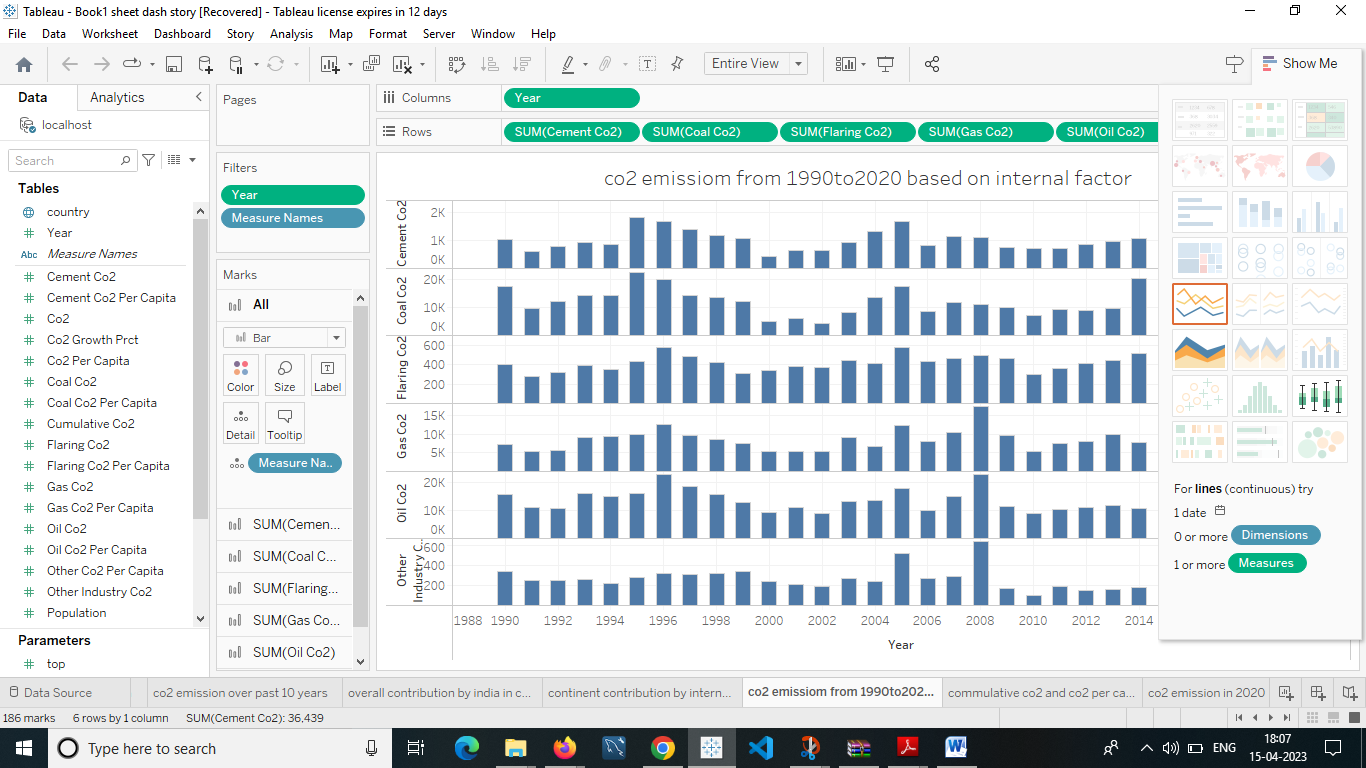 Tableau - Book1 sheet dash story [Recovered] - Tableau license expires in 12 days
File Data Worksheet Dashboard Story Analysis Map Format Server Window Help
Entire View
Show Me
Data Analytics
localhost
Search
Tables
country
Year
Measure Names
Cement Co2
Cement Co2 Per Capita
Co2
Co2 Growth Prct
Co2 Per Capita
Coal Co2
Coal Co2 Per Capita
Cumulative Co2
Flaring Co2
Flaring Co2 Per Capita
Gas Co2
Gas Co2 Per Capita
Oil Co2
Oil Co2 Per Capita
Other Co2 Per Capita
Other Industry Co2
Population
Parameters
top
Pages
Filters
Year
Measure Names
Marks
All
Bar
Color Size Label
Detail Tooltip
Measure Na..
SUM(Cemen...
SUM(Coal C...
SUM(Flaring...
SUM(Gas Co...
SUM(Oil Co2)
Columns Year
Rows SUM(Cement Co2) SUM(Coal Co2) SUM(Flaring Co2) SUM(Gas Co2) SUM(Oil Co2)
co2 emissiom from 1990to2020 based on internal factor
Cement Co2
2K
1K
0K
Coal Co2
20K
10K
0K
Flaring Co2
600
400
200
Gas Co2
15K
10K
5K
Oil Co2
20K
10K
0K
Other
Industry C..
600
400
200
1988 1990 1992 1994 1996 1998 2000 2002 2004 2006 2008 2010 2012 2014
Year
For lines (continuous) try
1 date
0 or more Dimensions
1 or more Measures
Data Source co2 emission over past 10 years overall contribution by india in c... continent contribution by intern... co2 emissiom from 1990to202... commulative co2 and co2 per ca... co2 emission in 2020
186 marks 6 rows by 1 column SUM(Cement Co2): 36,439
Type here to search
ENG
18:07
15-04-2023